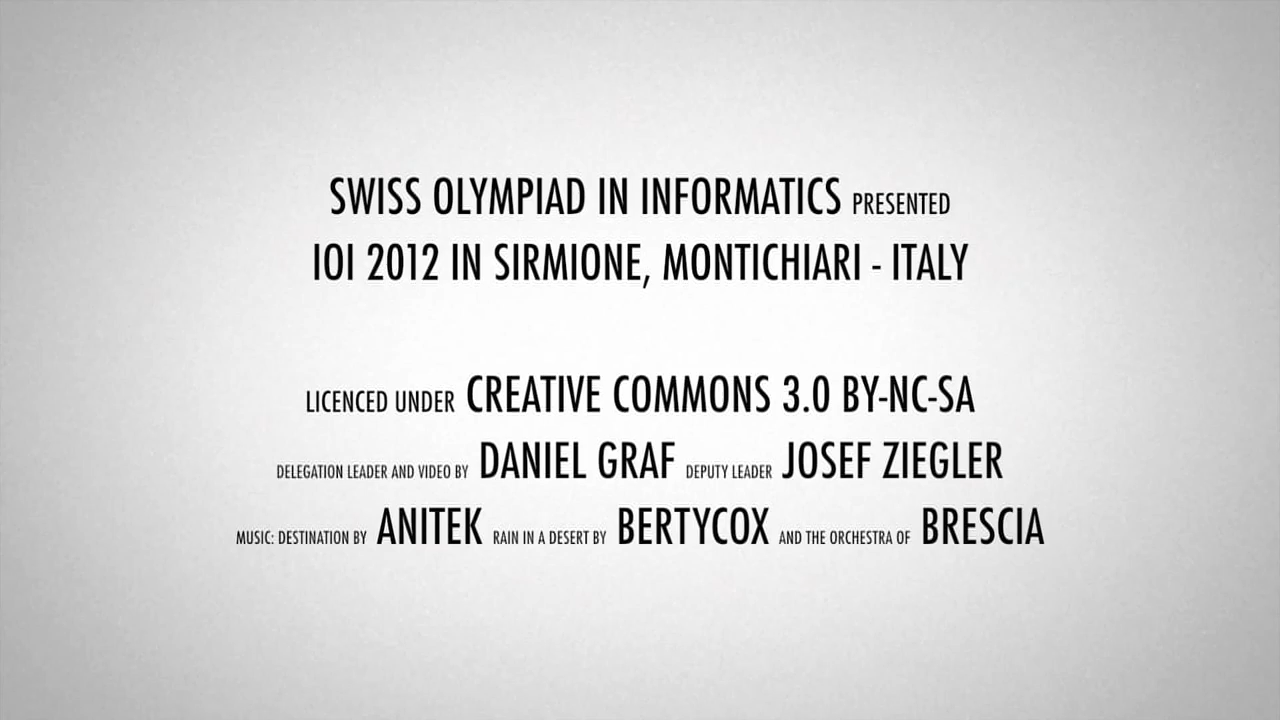 SWISS OLYMPIAD IN INFORMATICS PRESENTED
IOI 2012 IN SIRMIONE, MONTICHIARI - ITALY
LICENCED UNDER CREATIVE COMMONS 3.0 BY-NC-SA
DELEGATION LEADER AND VIDEO BY DANIEL GRAF DEPUTY LEADER JOSEF ZIEGLER
MUSIC: DESTINATION BY ANITEK RAIN IN A DESERT BY BERTYCOX AND THE ORCHESTRA OF BRESCIA